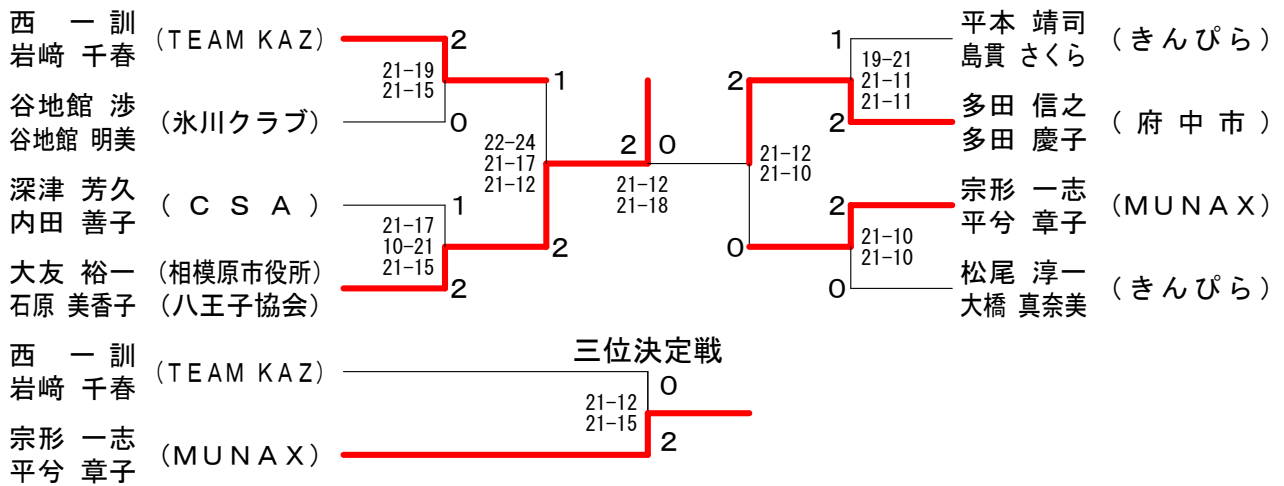 西 一訓
岩﨑 千春
(TEAM KAZ)
2
21-19
21-15
谷地館 渉
谷地館 明美
(氷川クラブ)
0
1
22-24
21-17
21-12
深津 芳久
内田 善子
(CSA)
1
21-17
10-21
21-15
大友 裕一
石原 美香子
(相模原市役所)
(八王子協会)
2
2
2
0
21-12
21-18
平本 靖司
島貫 さくら
(きんぴら)
1
19-21
21-11
21-11
多田 信之
多田 慶子
(府中市)
2
2
21-12
21-10
宗形 一志
平兮 章子
(MUNAX)
2
21-10
21-10
松尾 淳一
大橋 真奈美
(きんぴら)
0
0
三位決定戦
西 一訓
岩﨑 千春
(TEAM KAZ)
0
21-12
21-15
宗形 一志
平兮 章子
(MUNAX)
2